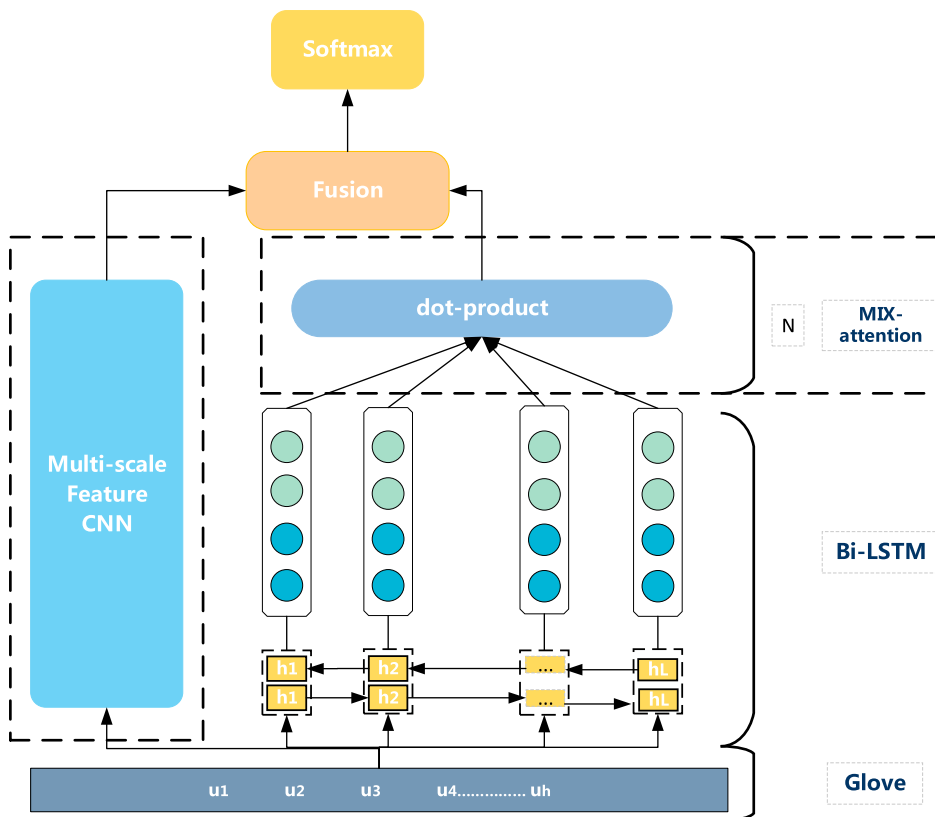 Softmax
Fusion
dot-product
N
MIX-
attention
Multi-scale
Feature
CNN
Bi-LSTM
h1 h2 ... hL
h1 h2 ... hL
u1 u2 u3 u4............... uh
Glove